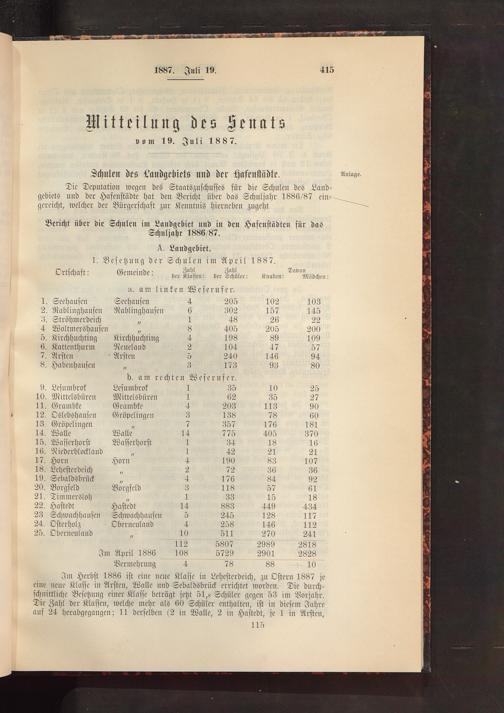 1887. Juli 19.
415
Mitteilung des Senats
vom 19. Juli 1887.
Schulen des Landgebiets und der Hafenstädte.
Anlage.
Die Deputation wegen des Staatszuschusses für die Schulen des Land-
gebiets und der Hafenstädte hat den Bericht über das Schuljahr 1886/87 ein-
gereicht, welcher der Bürgerschaft zur Kenntnis hieneben zugeht
Bericht über die Schulen im Landgebiet und in den Hafenstädten für das
Schuljahr 1886/87.
A. Landgebiet.
1. Besetzung der Schulen im April 1887.
Zahl Zahl Davon
Ortschaft: Gemeinde: der Klassen: der Schüler: Knaben: Mädchen:
a. am linken Weserufer.
1. Seehausen Seehausen 4 205 102 103
2. Rablinghausen Rablinghausen 6 302 157 145
3. Ströhmerdeich „ 1 48 26 22
4 Woltmershausen „ 8 405 205 200
5. Kirchhuchting Kirchhuchting 4 198 89 109
6. Kattenthurm Neueland 2 104 47 57
7. Arsten Arsten 5 240 146 94
8. Habenhausen „ 3 173 93 80
b. am rechten Weserufer.
9. Lesumbrok Lesumbrok 1 35 10 25
10. Mittelsbüren Mittelsbüren 1 62 35 27
11. Grambke Grambke 4 203 113 90
12. Oslebshausen Gröpelingen 3 138 78 60
13. Gröpelingen „ 7 357 176 181
14. Walle Walle 14 775 405 370
15. Wasserhorst Wasserhorst 1 34 18 16
16. Niederblockland „ 1 42 21 21
17. Horn Horn 4 190 83 107
18. Lehesterdeich „ 2 72 36 36
19. Sebaldsbrück „ 4 176 84 92
20. Borgfeld Borgfeld 3 118 57 61
21. Timmersloh „ 1 33 15 18
22. Hastedt Hastedt 14 883 449 434
23 Schwachhausen Schwachhausen 5 245 128 117
24. Osterholz Oberneuland 4 258 146 112
25. Oberneuland „ 10 511 270 241
112 5807 2989 2818
Im April 1886 108 5729 2901 2828
Vermehrung 4 78 88 10
Im Herbst 1886 ist eine neue Klasse in Lehesterdeich, zu Ostern 1887 je
eine neue Klasse in Arsten, Walle und Sebaldsbrück errichtet worden. Die durch-
schnittliche Besetzung einer Klasse beträgt jetzt Schüler gegen 53 im Vorjahr.
Die Zahl der Klassen, welche mehr als 60 Schüler enthalten, ist in diesem Jahre
auf 24 herabgegangen; 11 derselben (2 in Walle, 2 in Hastedt, je 1 in Arsten,
115